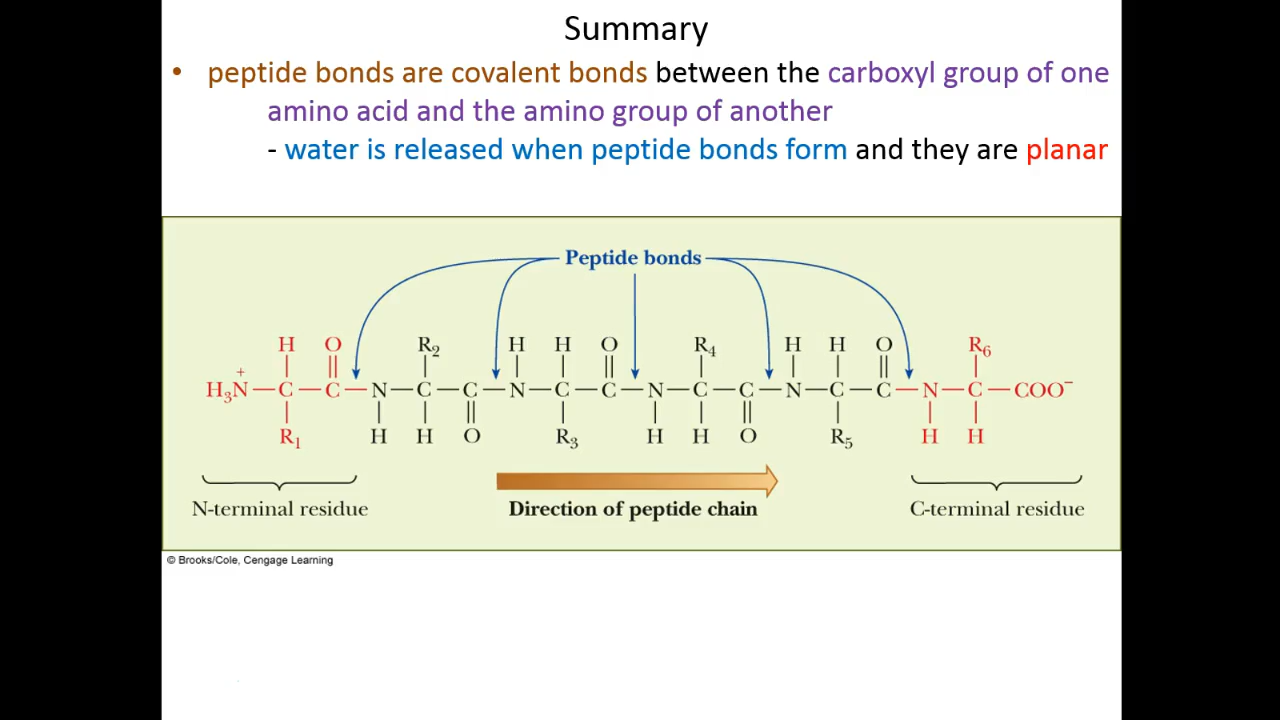 Summary
• peptide bonds are covalent bonds between the carboxyl group of one
amino acid and the amino group of another
- water is released when peptide bonds form and they are planar
Peptide bonds
H O R₂ H H O R₄ H H O R₆
+
H₃N—C—C—N—C—C—N—C—C—N—C—C—N—C—C—N—C—COO⁻
R₁ H H O R₃ H H O R₅ H H
N-terminal residue Direction of peptide chain C-terminal residue
© Brooks/Cole, Cengage Learning